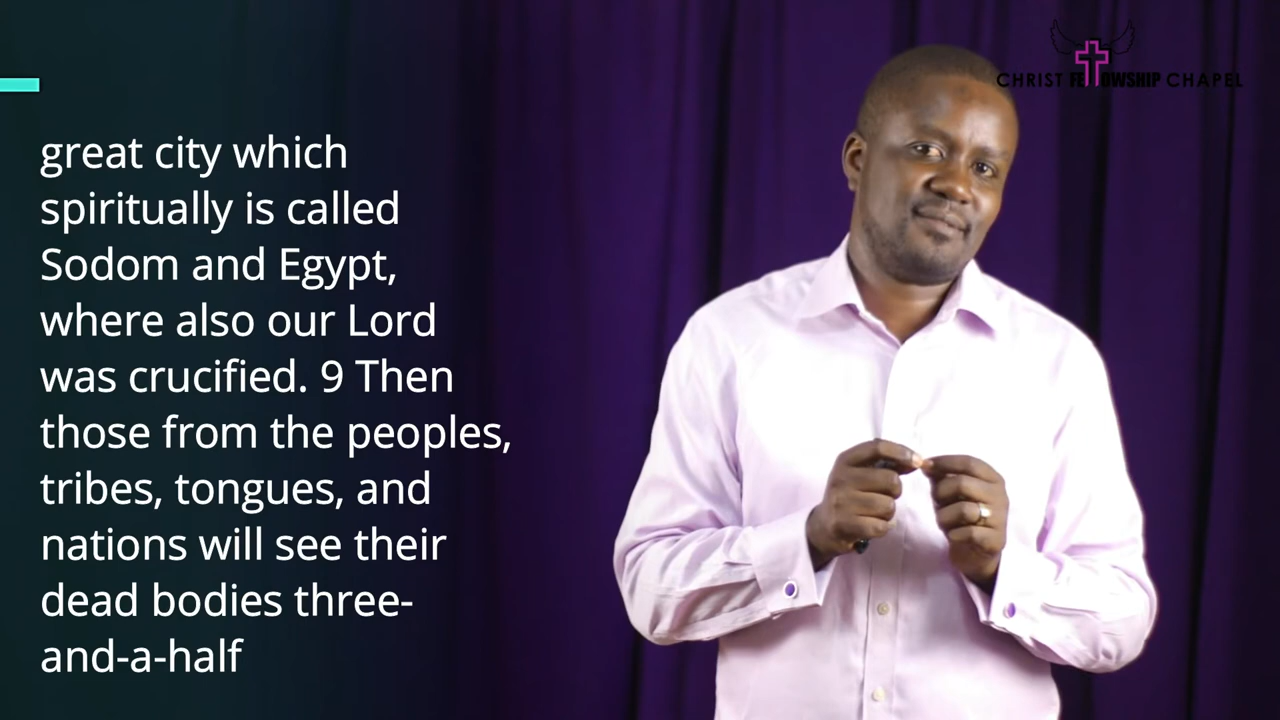 CHRIST FELLOWSHIP CHAPEL
great city which
spiritually is called
Sodom and Egypt,
where also our Lord
was crucified. 9 Then
those from the peoples,
tribes, tongues, and
nations will see their
dead bodies three-
and-a-half